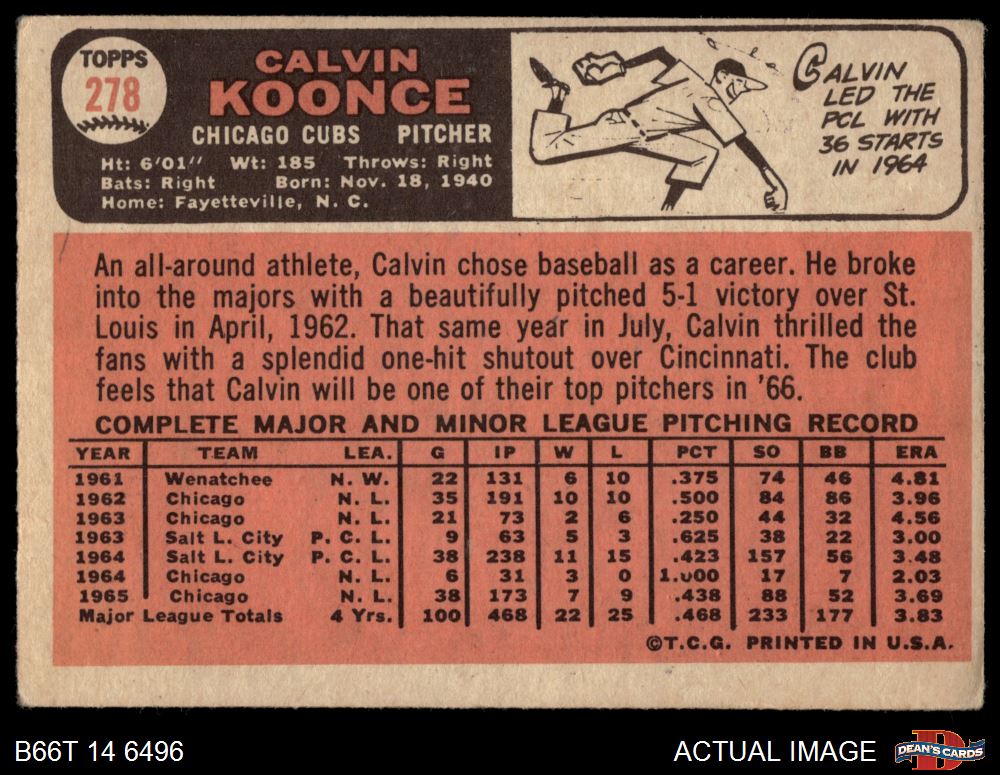 TOPPS
278
CALVIN
KOONCE
CHICAGO CUBS PITCHER
Ht: 6'01" Wt: 185 Throws: Right
Bats: Right Born: Nov. 18, 1940
Home: Fayetteville, N. C.
CALVIN
LED THE
PCL WITH
36 STARTS
IN 1964
An all-around athlete, Calvin chose baseball as a career. He broke
into the majors with a beautifully pitched 5-1 victory over St.
Louis in April, 1962. That same year in July, Calvin thrilled the
fans with a splendid one-hit shutout over Cincinnati. The club
feels that Calvin will be one of their top pitchers in '66.
COMPLETE MAJOR AND MINOR LEAGUE PITCHING RECORD
YEAR TEAM LEA. G IP W L PCT SO BB ERA
1961 Wenatchee N. W. 22 131 6 10 .375 74 46 4.81
1962 Chicago N. L. 35 191 10 10 .500 84 86 3.96
1963 Chicago N. L. 21 73 2 6 .250 44 32 4.56
1963 Salt L. City P. C. L. 9 63 5 3 .625 38 22 3.00
1964 Salt L. City P. C. L. 38 238 11 15 .423 157 56 3.48
1964 Chicago N. L. 6 31 3 0 1.000 17 7 2.03
1965 Chicago N. L. 38 173 7 9 .438 88 52 3.69
Major League Totals 4 Yrs. 100 468 22 25 .468 233 177 3.83
©T.C.G. PRINTED IN U.S.A.
B66T 14 6496 ACTUAL IMAGE DEAN'S CARDS